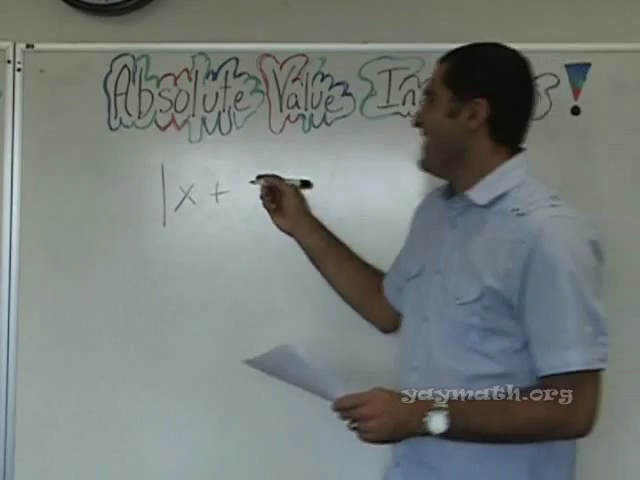 Absolute Value In s!
|x +
yaymath.org